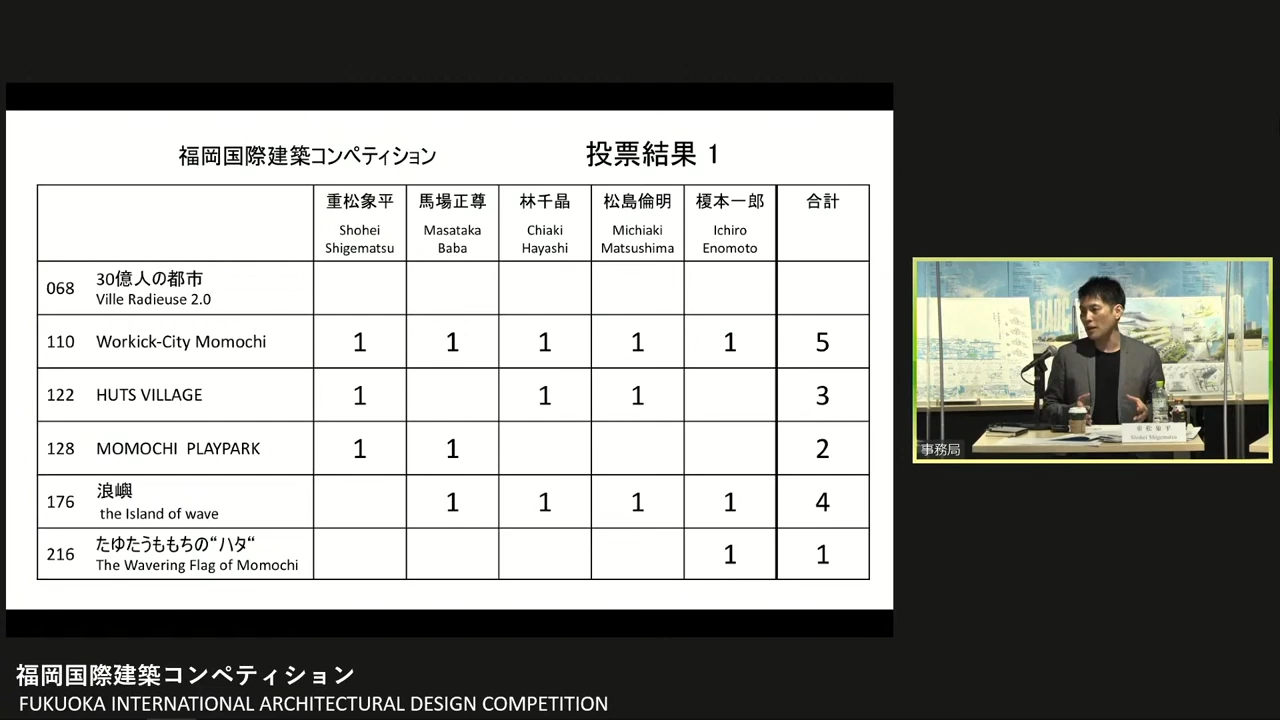 福岡国際建築コンペティション
投票結果 1
重松象平
馬場正尊
林千晶
松島倫明
榎本一郎
合計
Shohei
Shigematsu
Masataka
Baba
Chiaki
Hayashi
Michiaki
Matsushima
Ichiro
Enomoto
068 30億人の都市
Ville Radieuse 2.0
110 Workick-City Momochi 1 1 1 1 1 5
122 HUTS VILLAGE 1 1 1 3
128 MOMOCHI PLAYPARK 1 1 2
176 浪嶼
the Island of wave
1 1 1 1 4
216 たゆたうももちの“ハタ“
The Wavering Flag of Momochi
1 1
重松象平
Shohei Shigematsu
事務局
福岡国際建築コンペティション
FUKUOKA INTERNATIONAL ARCHITECTURAL DESIGN COMPETITION